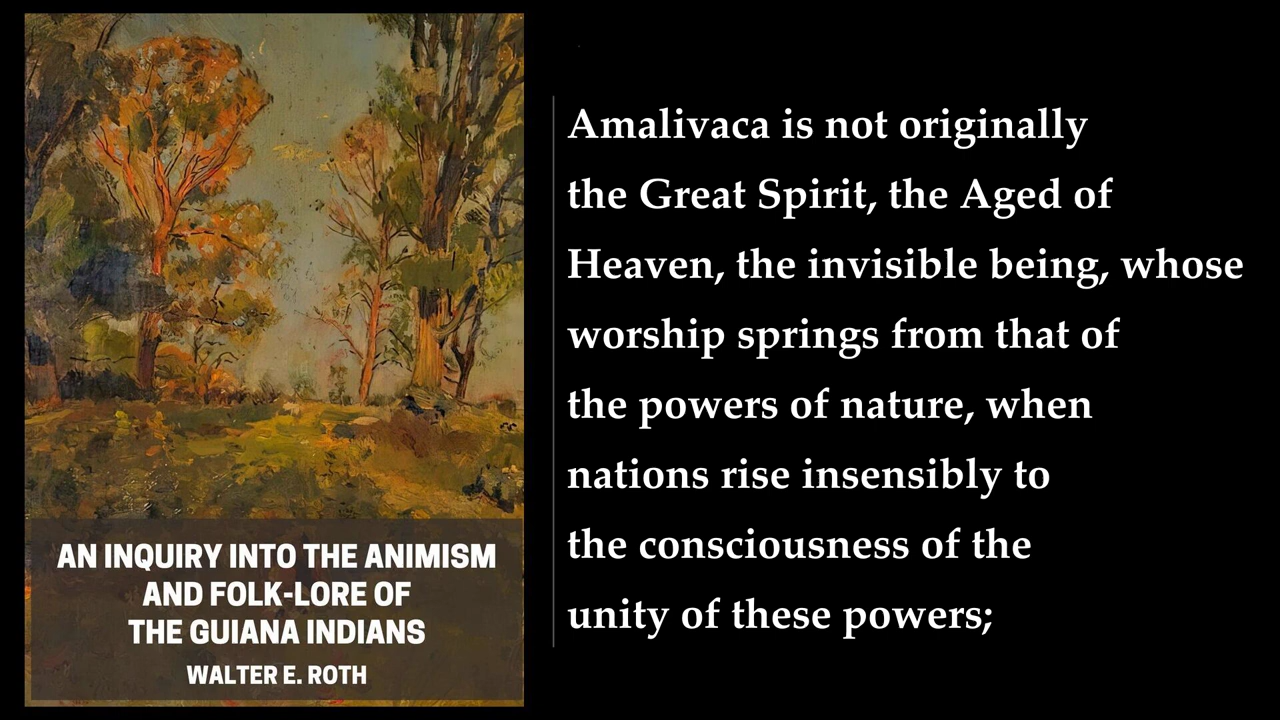 AN INQUIRY INTO THE ANIMISM
AND FOLK-LORE OF
THE GUIANA INDIANS
WALTER E. ROTH
Amalivaca is not originally
the Great Spirit, the Aged of
Heaven, the invisible being, whose
worship springs from that of
the powers of nature, when
nations rise insensibly to
the consciousness of the
unity of these powers;